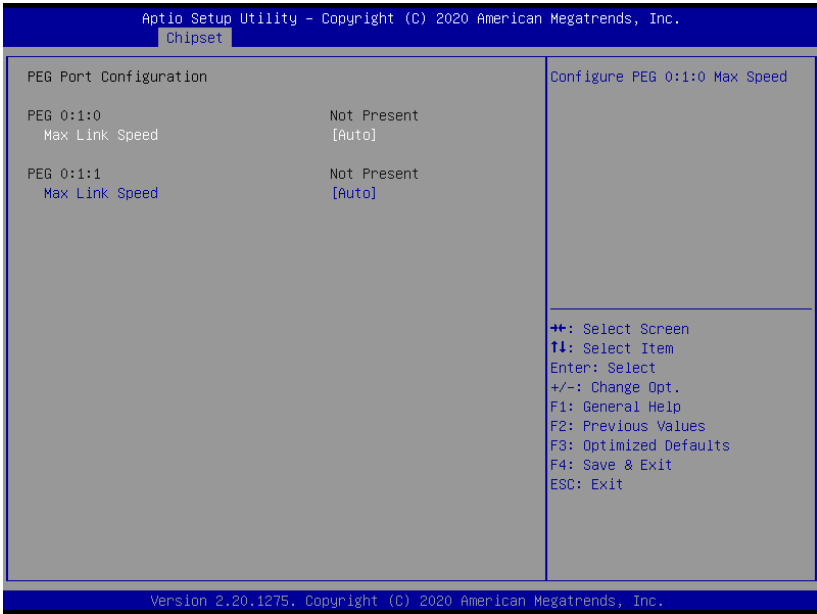 Aptio Setup Utility – Copyright (C) 2020 American Megatrends, Inc.
Chipset
PEG Port Configuration
PEG 0:1:0 Not Present
Max Link Speed [Auto]
PEG 0:1:1 Not Present
Max Link Speed [Auto]
Configure PEG 0:1:0 Max Speed
→←: Select Screen
↑↓: Select Item
Enter: Select
+/-: Change Opt.
F1: General Help
F2: Previous Values
F3: Optimized Defaults
F4: Save & Exit
ESC: Exit
Version 2.20.1275. Copyright (C) 2020 American Megatrends, Inc.